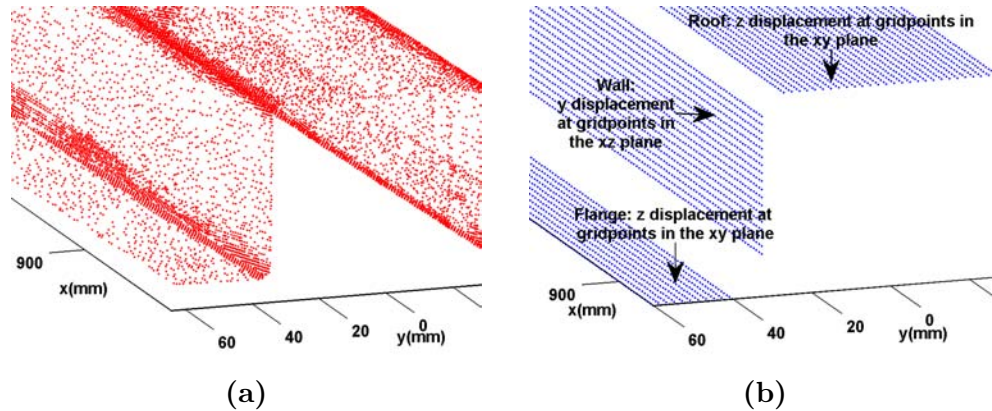 900
x(mm)
60
40
20
0
y(mm)
(a)
Roof: z displacement at gridpoints in
the xy plane
Wall:
y displacement
at gridpoints in
the xz plane
Flange: z displacement at
gridpoints in the xy plane
900
x(mm)
60
40
20
0
y(mm)
(b)